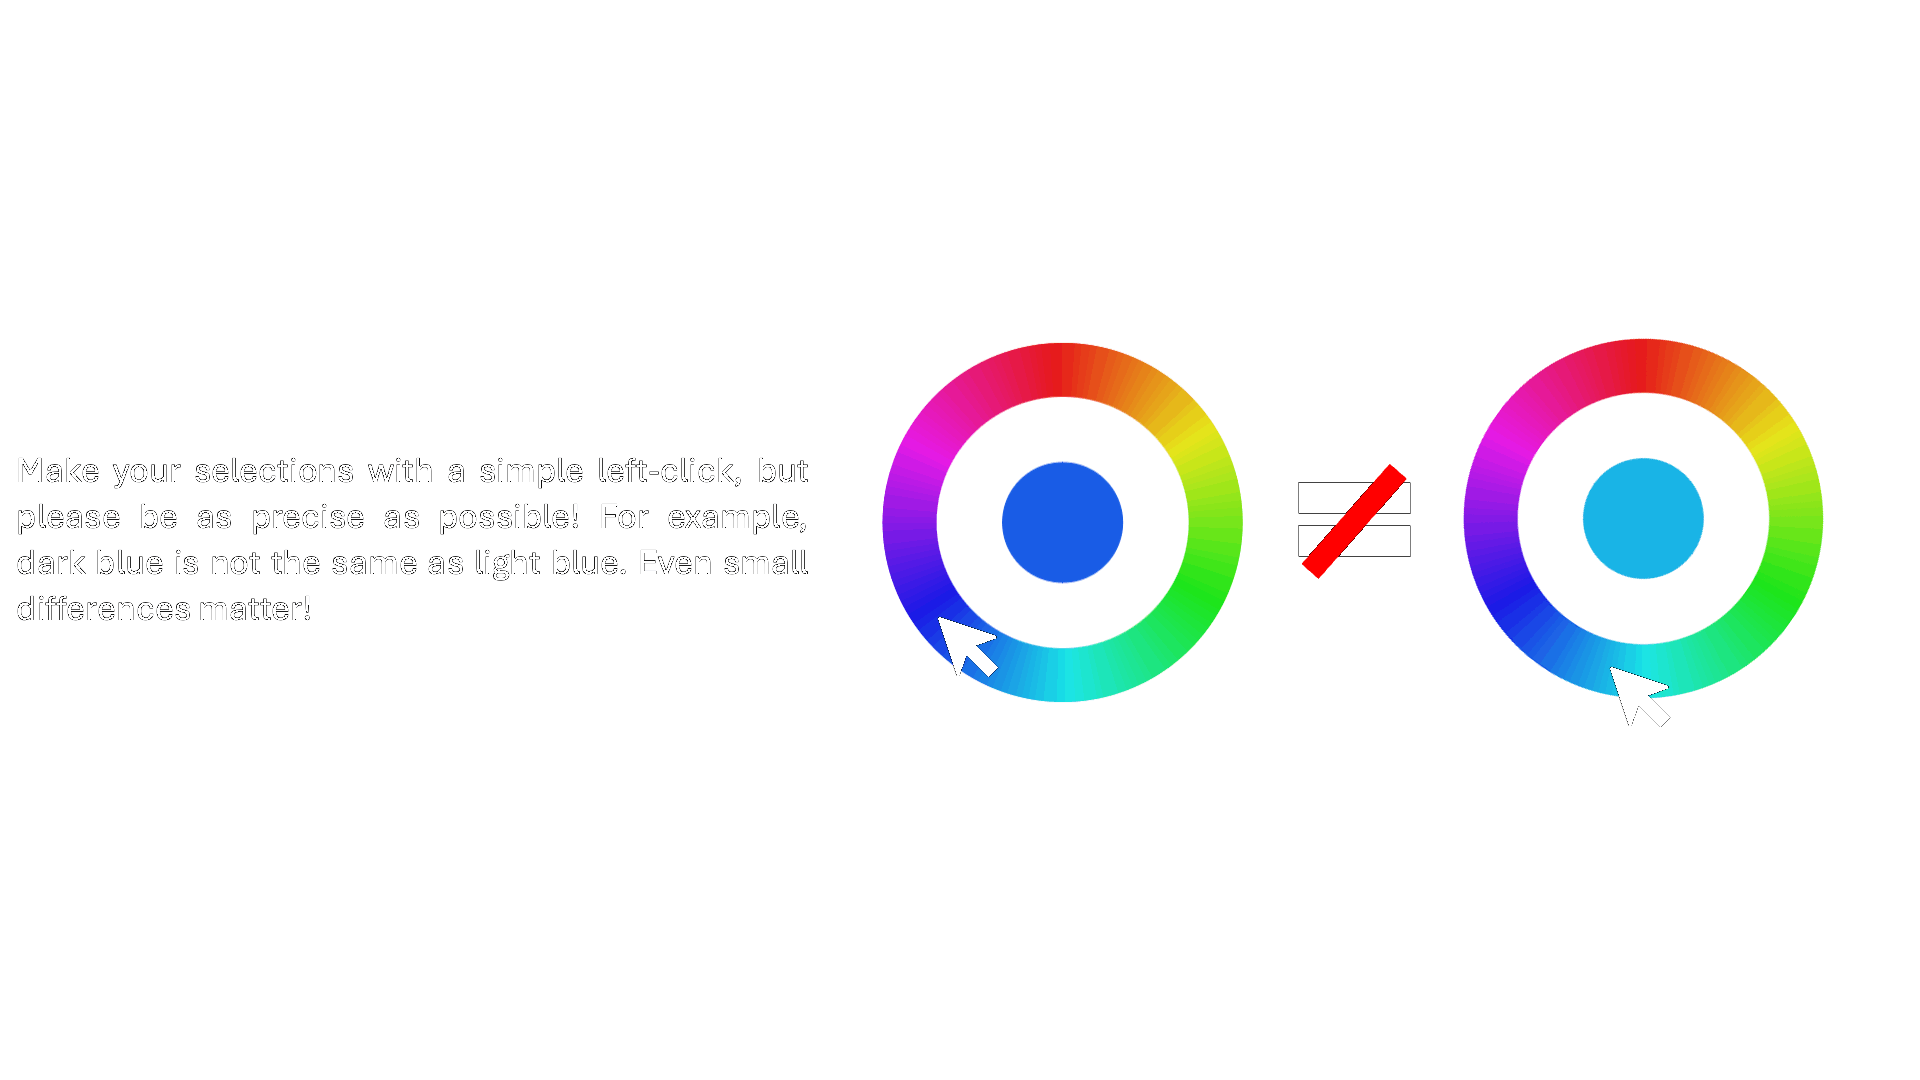 Make your selections with a simple left-click, but
please be as precise as possible! For example,
dark blue is not the same as light blue. Even small
differences matter!